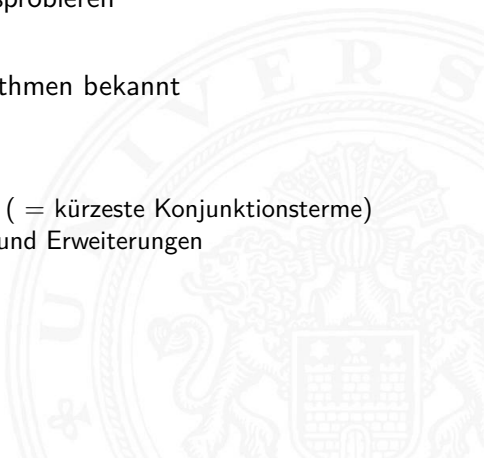 sprobieren
thmen bekannt
( = kürzeste Konjunktionsterme)
und Erweiterungen
U
I
V
E
R
S